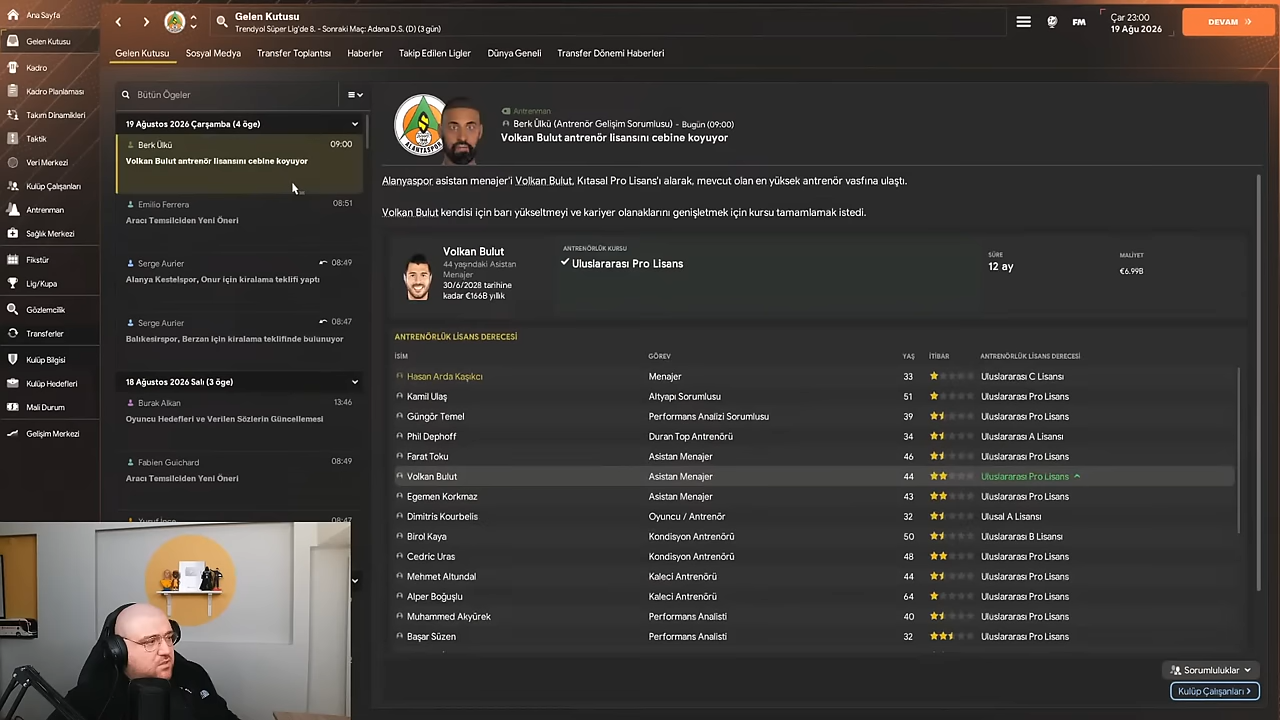 Ana Sayfa
Gelen Kutusu
Kadro
Kadro Planlaması
Takım Dinamikleri
Taktik
Veri Merkezi
Kulüp Çalışanları
Antrenman
Sağlık Merkezi
Fikstür
Lig/Kupa
Gözlemcilik
Transferler
Kulüp Bilgisi
Kulüp Hedefleri
Mali Durum
Gelişim Merkezi
Gelen Kutusu
Trendyol Süper Lig'de 8. - Sonraki Maç: Adana D.S. (D) (3 gün)
FM
Çar 23:00
19 Ağu 2026
DEVAM
Gelen Kutusu Sosyal Medya Transfer Toplantısı Haberler Takip Edilen Ligler Dünya Geneli Transfer Dönemi Haberleri
Bütün Ögeler
19 Ağustos 2026 Çarşamba (4 öge)
Berk Ülkü 09:00
Volkan Bulut antrenör lisansını cebine koyuyor
Emilio Ferrera 08:51
Aracı Temsilciden Yeni Öneri
Serge Aurier 08:49
Alanya Kestelspor, Onur için kiralama teklifi yaptı
Serge Aurier 08:47
Balıkesirspor, Berzan için kiralama teklifinde bulunuyor
18 Ağustos 2026 Salı (3 öge)
Burak Alkan 13:46
Oyuncu Hedefleri ve Verilen Sözlerin Güncellemesi
Fabien Guichard 08:49
Aracı Temsilciden Yeni Öneri
ALANYASPOR
Antrenman
Berk Ülkü (Antrenör Gelişim Sorumlusu) - Bugün (09:00)
Volkan Bulut antrenör lisansını cebine koyuyor
Alanyaspor asistan menajer'i Volkan Bulut, Kıtasal Pro Lisans'ı alarak, mevcut olan en yüksek antrenör vasfına ulaştı.
Volkan Bulut kendisi için barı yükseltmeyi ve kariyer olanaklarını genişletmek için kursu tamamlamak istedi.
Volkan Bulut
44 yaşındaki Asistan
Menajer
30/6/2028 tarihine
kadar €166B yıllık
ANTRENÖRLÜK KURSU
Uluslararası Pro Lisans
SÜRE
12 ay
MALİYET
€6.99B
ANTRENÖRLÜK LİSANS DERECESİ
İSİM GÖREV YAŞ İTİBAR ANTRENÖRLÜK LİSANS DERECESİ
Hasan Arda Kaşıkcı Menajer 33 Uluslararası C Lisansı
Kamil Ulaş Altyapı Sorumlusu 51 Uluslararası Pro Lisans
Güngör Temel Performans Analizi Sorumlusu 39 Uluslararası Pro Lisans
Phil Dephoff Duran Top Antrenörü 34 Uluslararası A Lisansı
Farat Toku Asistan Menajer 46 Uluslararası Pro Lisans
Volkan Bulut Asistan Menajer 44 Uluslararası Pro Lisans
Egemen Korkmaz Asistan Menajer 43 Uluslararası Pro Lisans
Dimitris Kourbelis Oyuncu / Antrenör 32 Ulusal A Lisansı
Birol Kaya Kondisyon Antrenörü 50 Uluslararası B Lisansı
Cedric Uras Kondisyon Antrenörü 48 Uluslararası Pro Lisans
Mehmet Altundal Kaleci Antrenörü 44 Uluslararası Pro Lisans
Alper Boğuşlu Kaleci Antrenörü 64 Uluslararası Pro Lisans
Muhammed Akyürek Performans Analisti 40 Uluslararası Pro Lisans
Başar Süzen Performans Analisti 32 Uluslararası Pro Lisans
Sorumluluklar
Kulüp Çalışanları